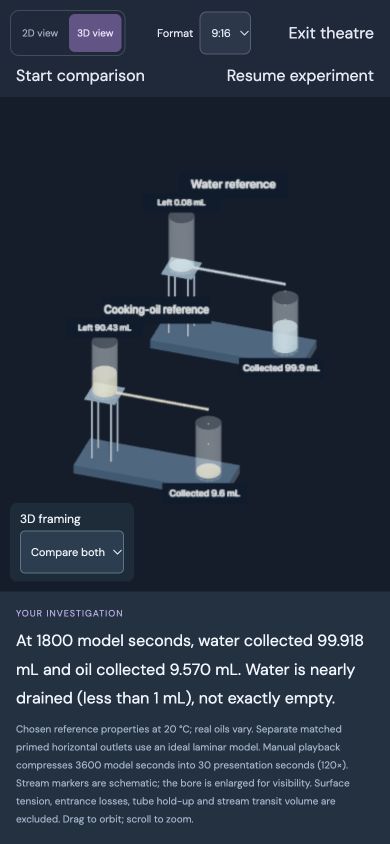 2D view 3D view Format 9:16 Exit theatre
Start comparison Resume experiment
Water reference
Left 0.08 mL
Cooking-oil reference
Left 90.43 mL
Collected 99.9 mL
Collected 9.6 mL
3D framing
Compare both
YOUR INVESTIGATION
At 1800 model seconds, water collected 99.918
mL and oil collected 9.570 mL. Water is nearly
drained (less than 1 mL), not exactly empty.
Chosen reference properties at 20 °C; real oils vary. Separate matched
primed horizontal outlets use an ideal laminar model. Manual playback
compresses 3600 model seconds into 30 presentation seconds (120×).
Stream markers are schematic; the bore is enlarged for visibility. Surface
tension, entrance losses, tube hold-up and stream transit volume are
excluded. Drag to orbit; scroll to zoom.